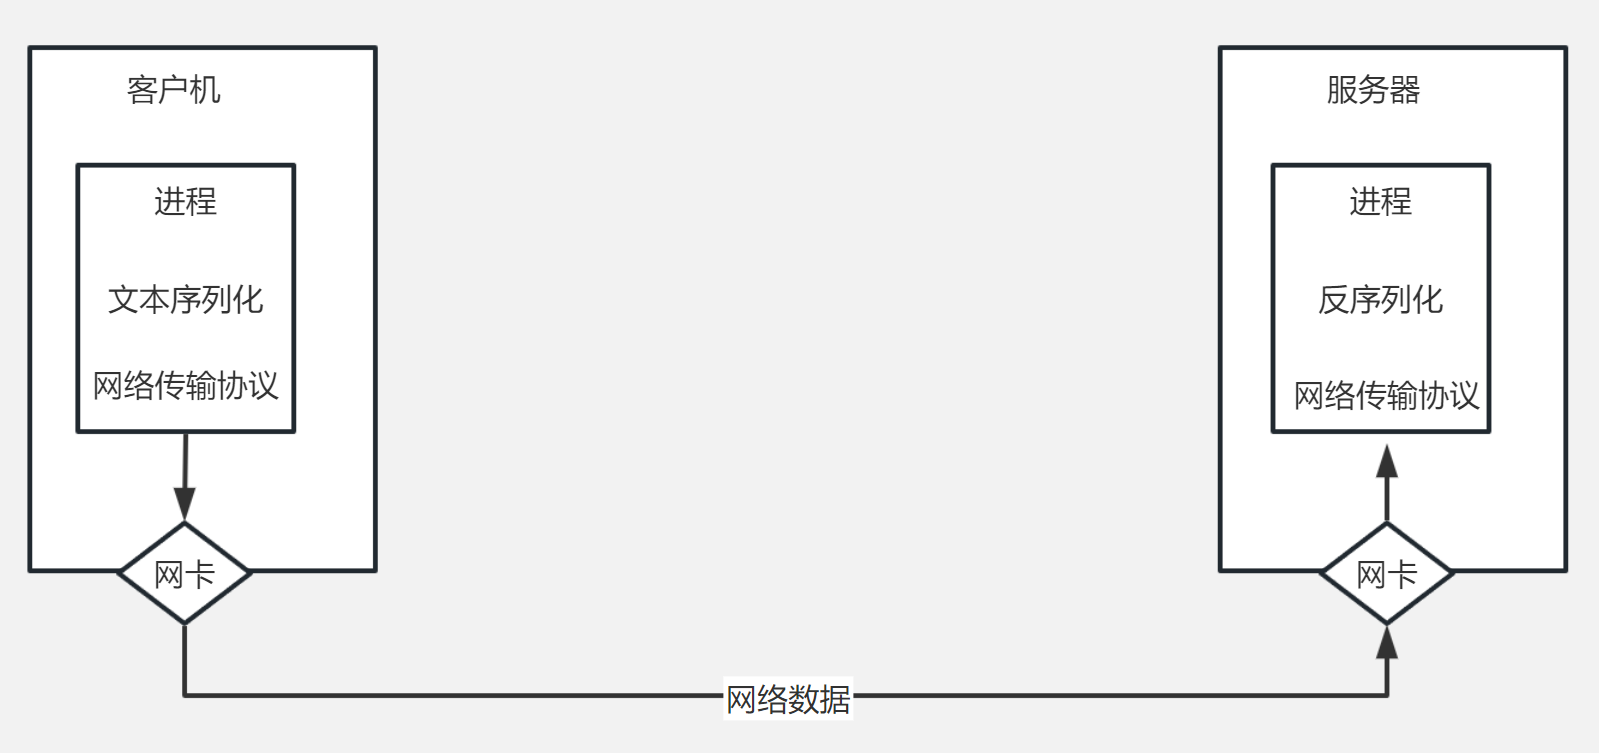 客户机
进程
文本序列化
网络传输协议
网卡
服务器
进程
反序列化
网络传输协议
网卡
网络数据